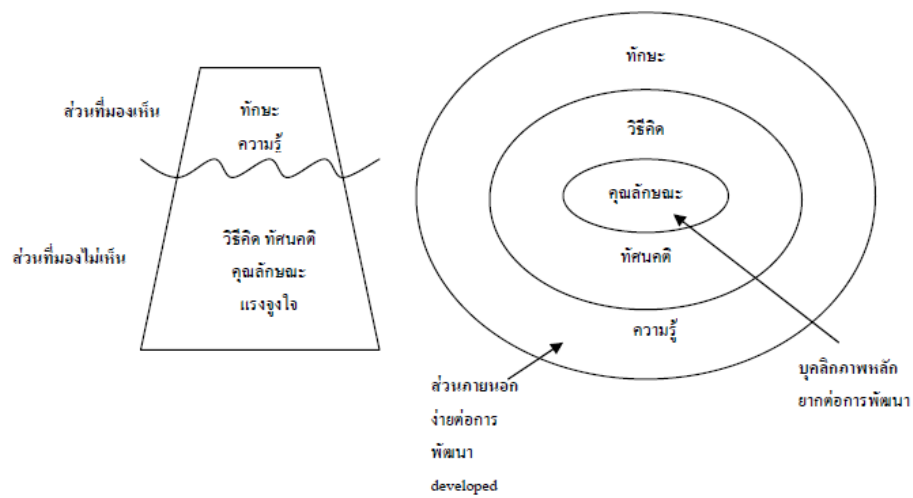 ส่วนที่มองเห็น
ทักษะ
ความรู้
ส่วนที่มองไม่เห็น
วิธีคิด ทัศนคติ
คุณลักษณะ
แรงจูงใจ
ทักษะ
วิธีคิด
คุณลักษณะ
ทัศนคติ
ความรู้
ส่วนภายนอก
ง่ายต่อการ
พัฒนา
developed
บุคลิกภาพหลัก
ยากต่อการพัฒนา